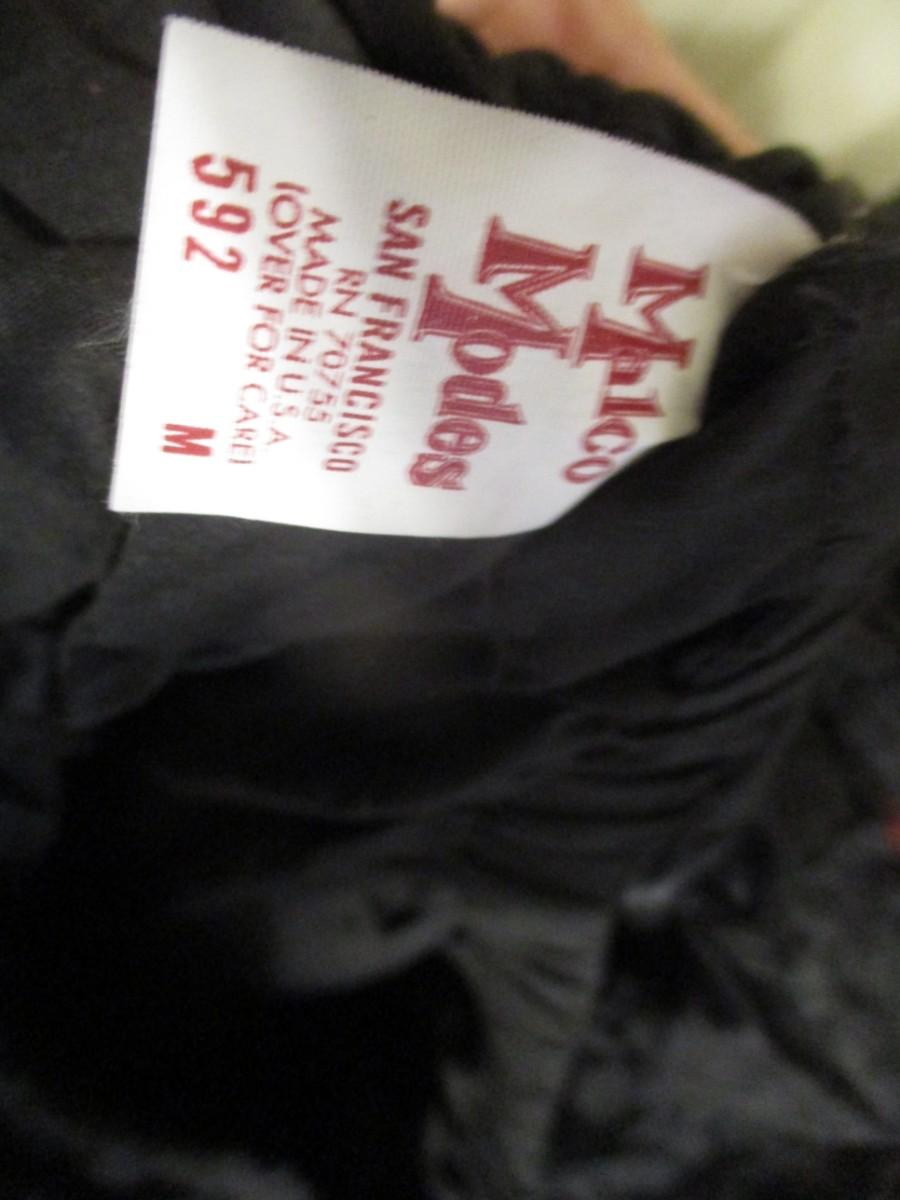 Malco
Modes
SAN FRANCISCO
RN 70755
MADE IN U.S.A.
(OVER FOR CARE)
592 M